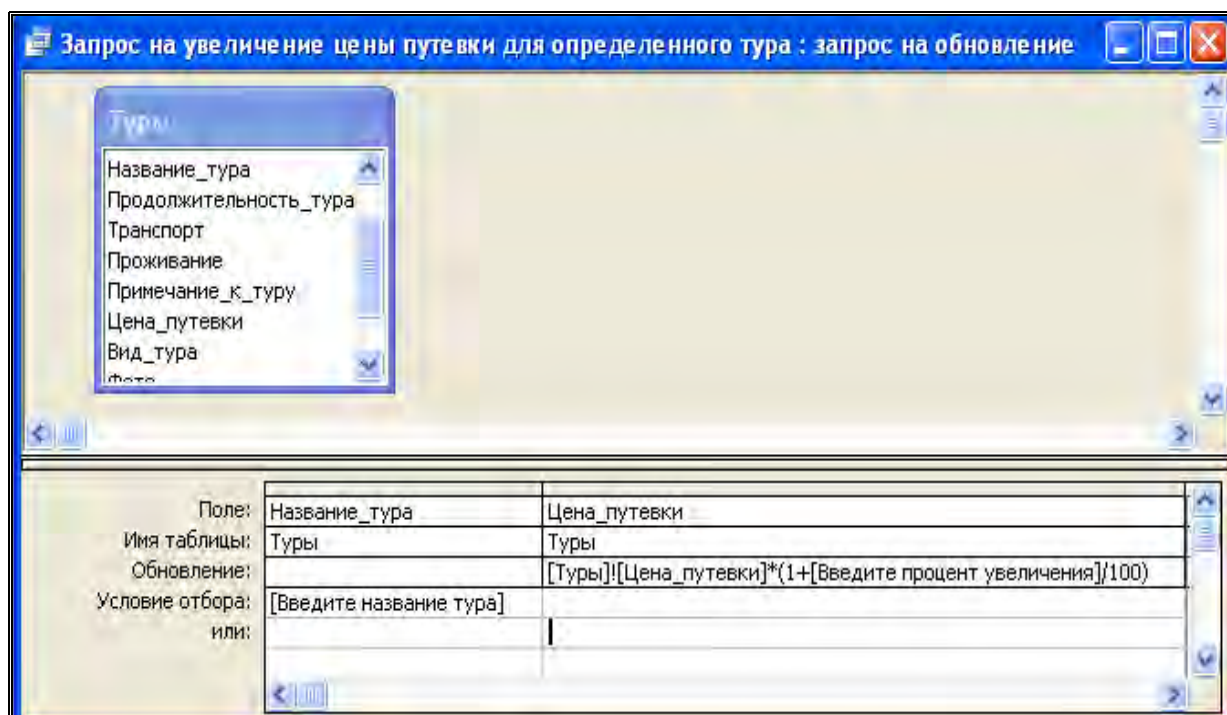 Запрос на увеличение цены путевки для определенного тура : запрос на обновление
Туры
Название_тура
Продолжительность_тура
Транспорт
Проживание
Примечание_к_туру
Цена_путевки
Вид_тура
Фото
Поле: Название_тура Цена_путевки
Имя таблицы: Туры Туры
Обновление: [Туры]![Цена_путевки]*(1+[Введите процент увеличения]/100)
Условие отбора: [Введите название тура]
или: